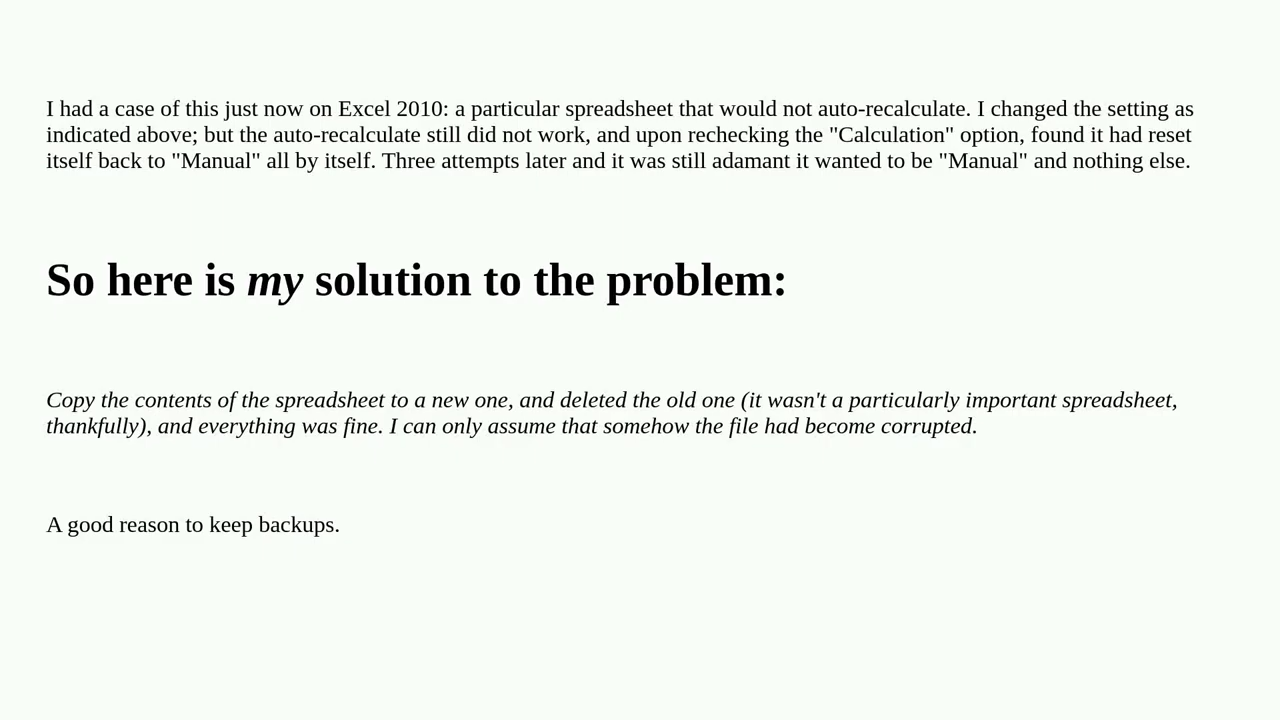 I had a case of this just now on Excel 2010: a particular spreadsheet that would not auto-recalculate. I changed the setting as
indicated above; but the auto-recalculate still did not work, and upon rechecking the "Calculation" option, found it had reset
itself back to "Manual" all by itself. Three attempts later and it was still adamant it wanted to be "Manual" and nothing else.
So here is my solution to the problem:
Copy the contents of the spreadsheet to a new one, and deleted the old one (it wasn't a particularly important spreadsheet,
thankfully), and everything was fine. I can only assume that somehow the file had become corrupted.
A good reason to keep backups.